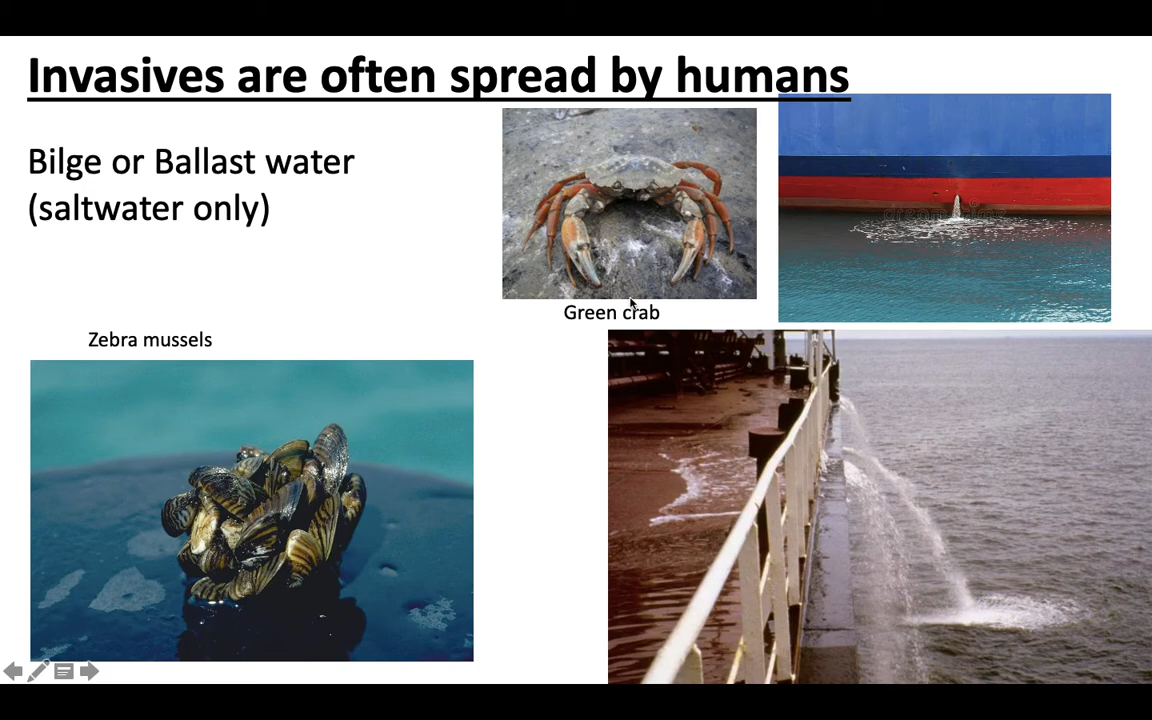 Invasives are often spread by humans
Bilge or Ballast water
(saltwater only)
Green crab
Zebra mussels